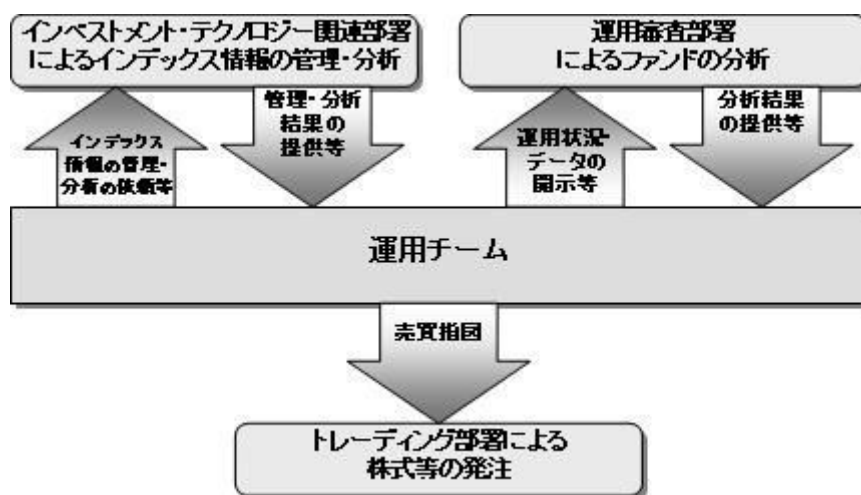 インベストメント・テクノロジー関連部署
によるインデックス情報の管理・分析
運用審査部署
によるファンドの分析
インデックス
情報の管理・
分析の依頼等
管理・分析
結果の
提供等
運用状況・
データの
開示等
分析結果
の提供等
運用チーム
売買指図
トレーディング部署による
株式等の発注